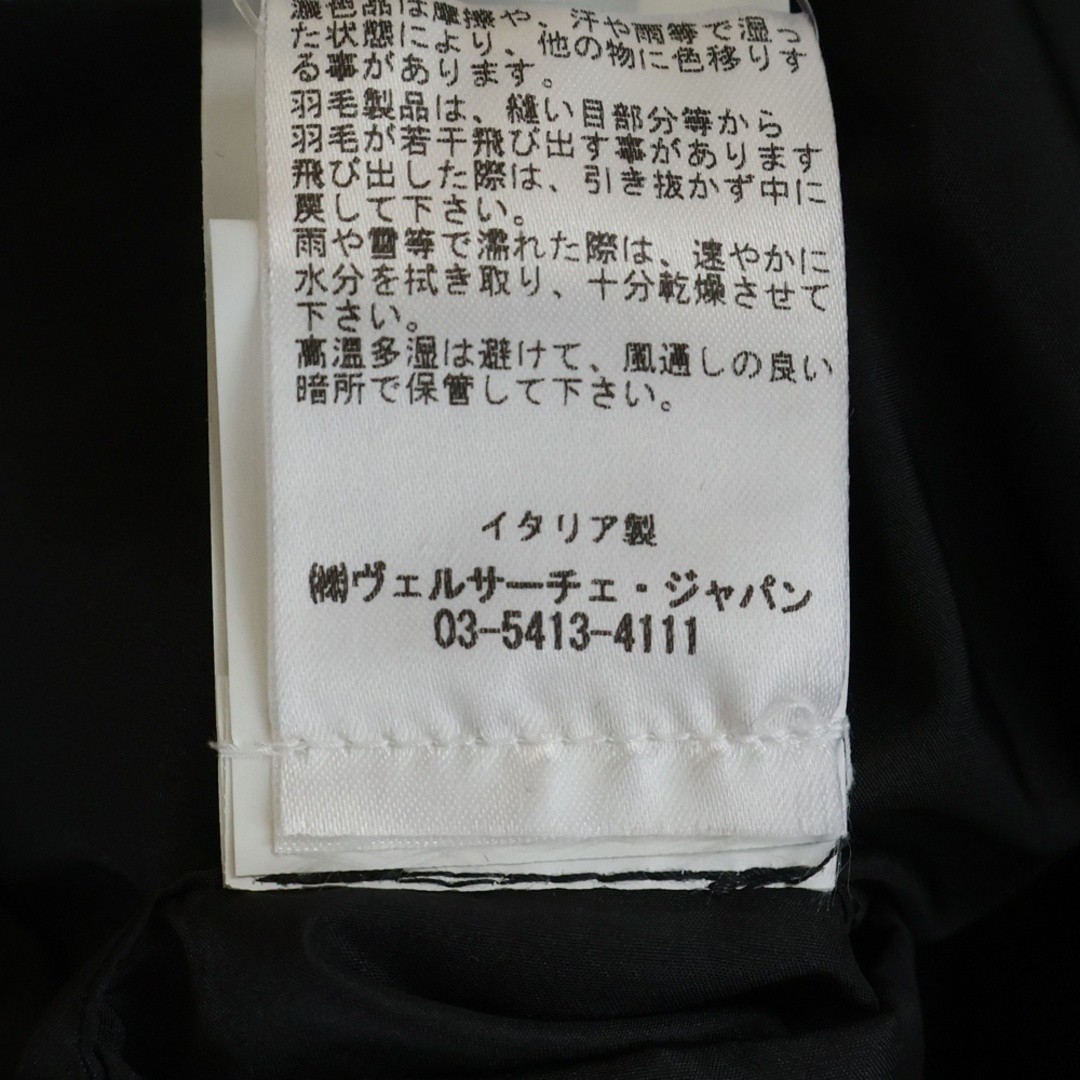 濃色品は摩擦や、汗や雨等で湿っ
た状態により、他の物に色移りす
る事があります。
羽毛製品は、縫い目部分等から
羽毛が若干飛び出す事があります
飛び出した際は、引き抜かず中に
戻して下さい。
雨や雪等で濡れた際は、速やかに
水分を拭き取り、十分乾燥させて
下さい。
高温多湿は避けて、風通しの良い
暗所で保管して下さい。
イタリア製
㈱ヴェルサーチェ・ジャパン
03-5413-4111